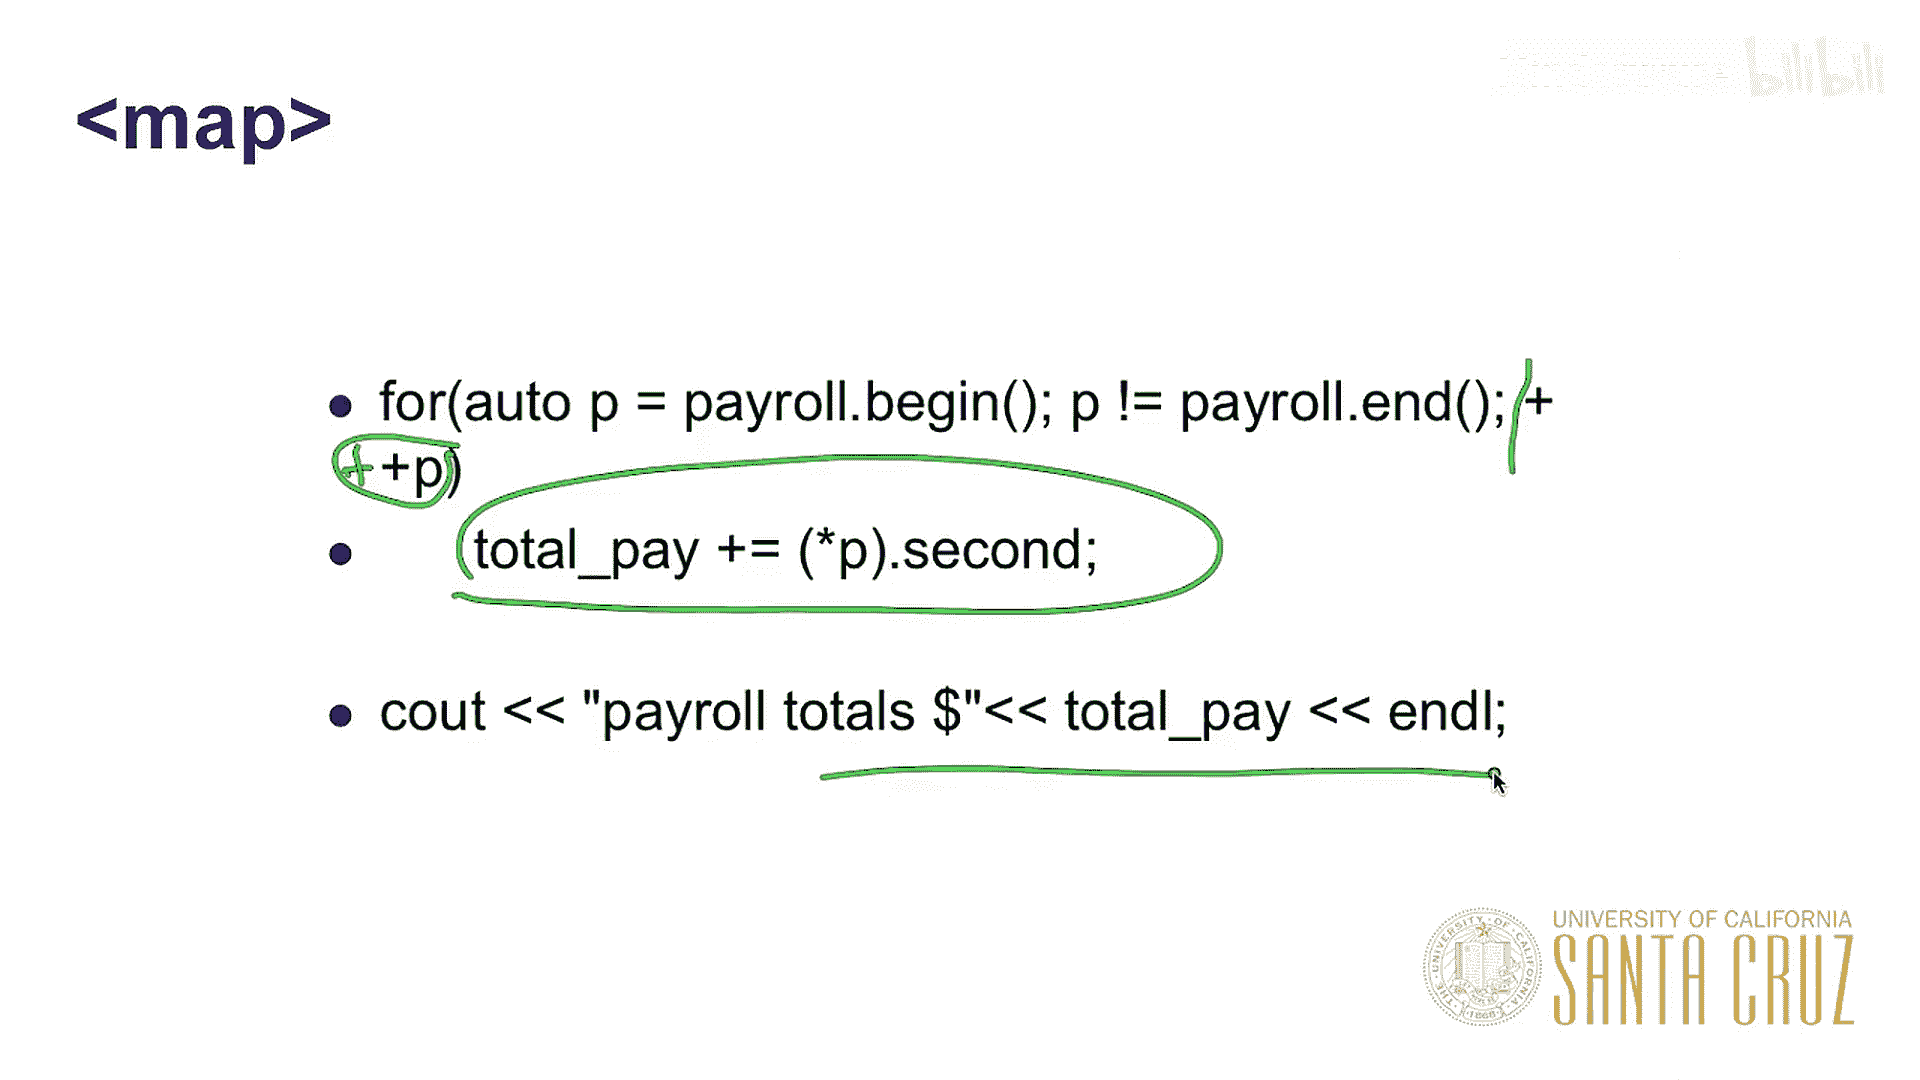 bilibili
<map>
• for(auto p = payroll.begin(); p != payroll.end(); +
++p)
• total_pay += (*p).second;
• cout << "payroll totals $"<< total_pay << endl;
UNIVERSITY OF CALIFORNIA
SANTA CRUZ